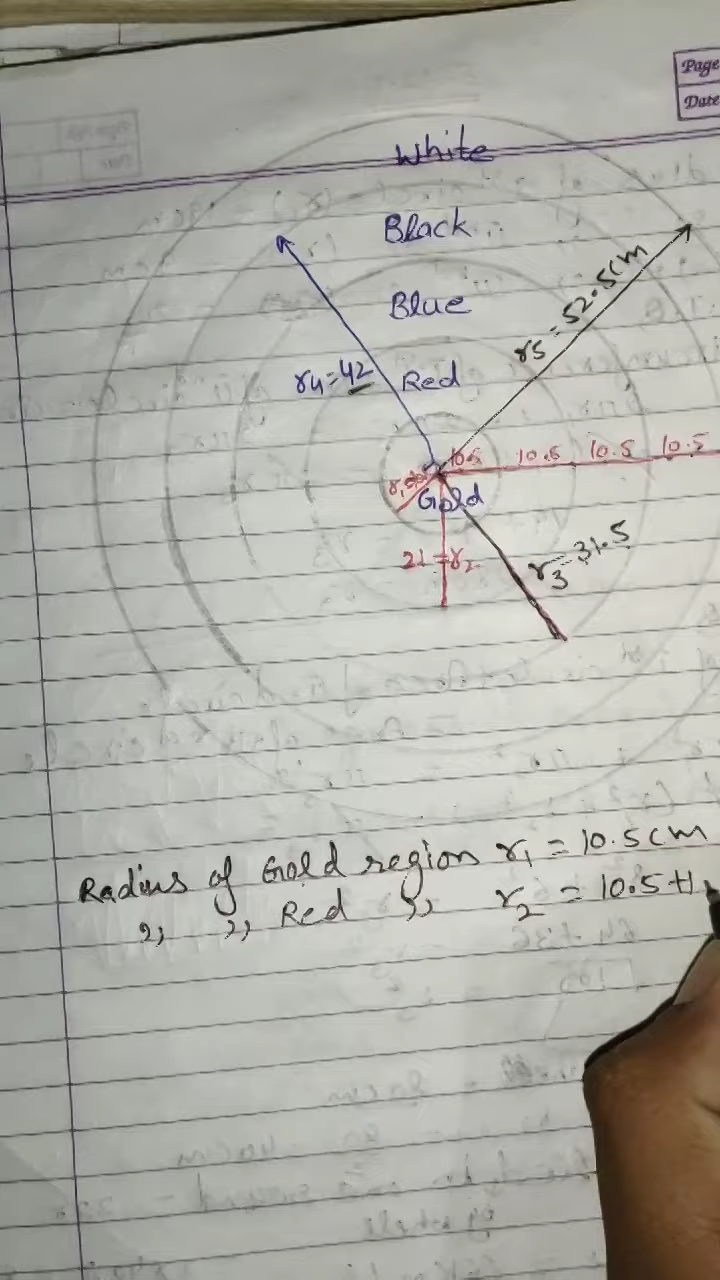 Page
Date
White
Black
Blue
r5 = 52.5cm
r4=42
Red
10.5 10.5 10.5 10.5
Gold
21=r2
r3=31.5
Radius of Gold region r1 = 10.5cm
,, ,, Red ,, r2 = 10.5+1